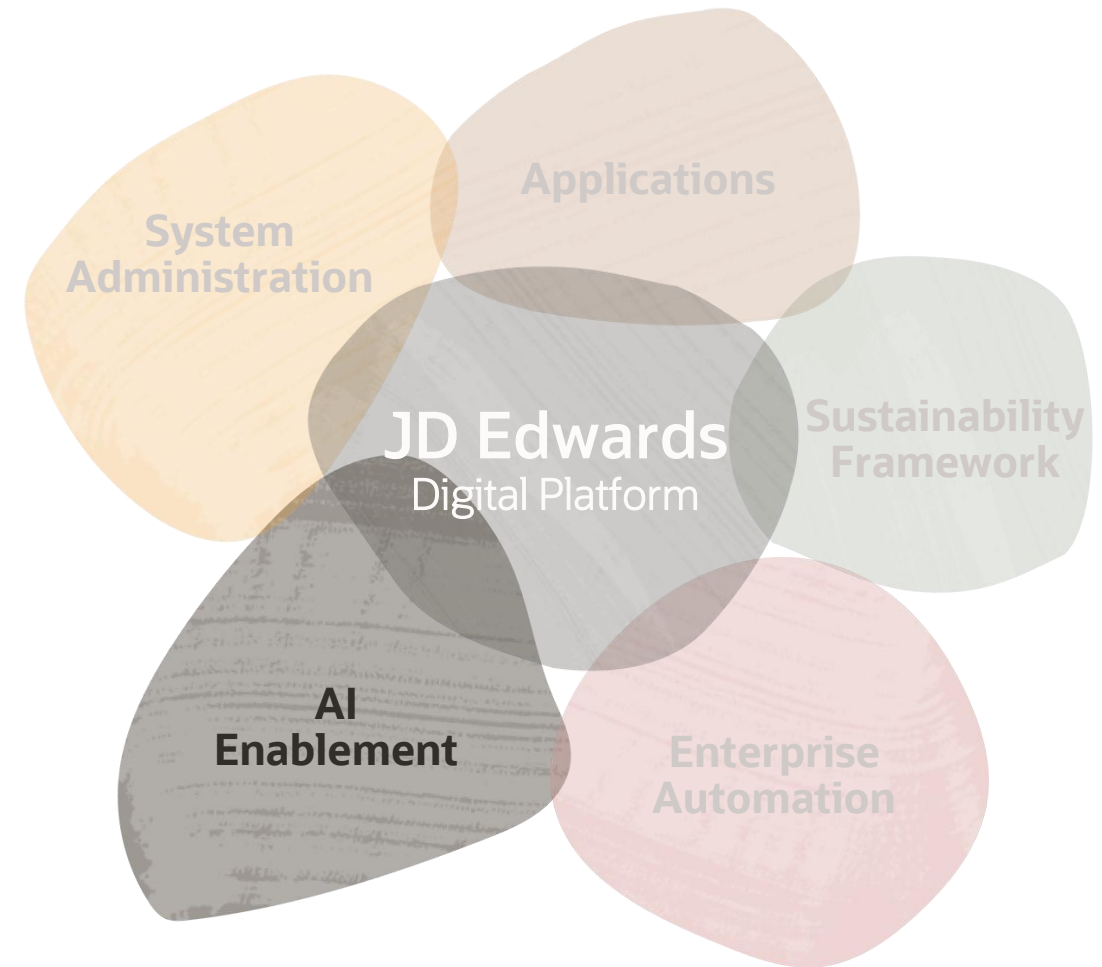 Applications
System
Administration
JD Edwards
Digital Platform
Sustainability
Framework
AI
Enablement
Enterprise
Automation